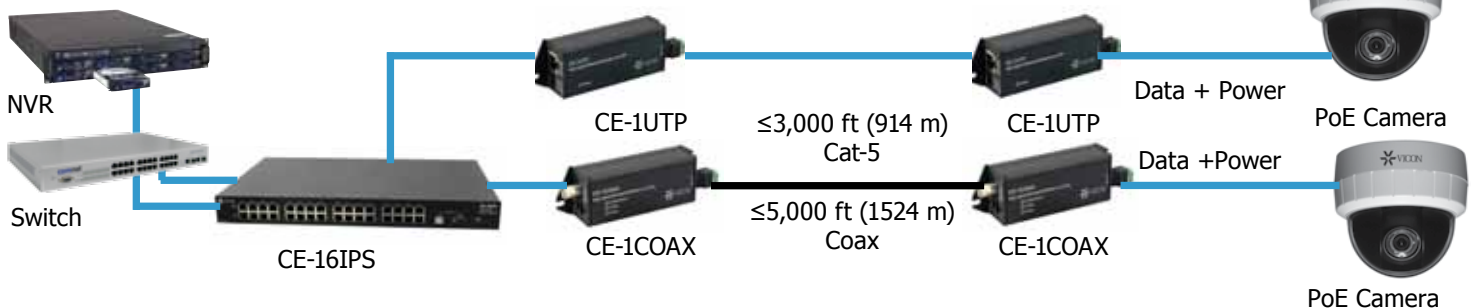 NVR
Switch
CE-16IPS
CE-1UTP
≤3,000 ft (914 m)
Cat-5
CE-1UTP
Data + Power
PoE Camera
CE-1COAX
≤5,000 ft (1524 m)
Coax
CE-1COAX
Data +Power
VICON
PoE Camera